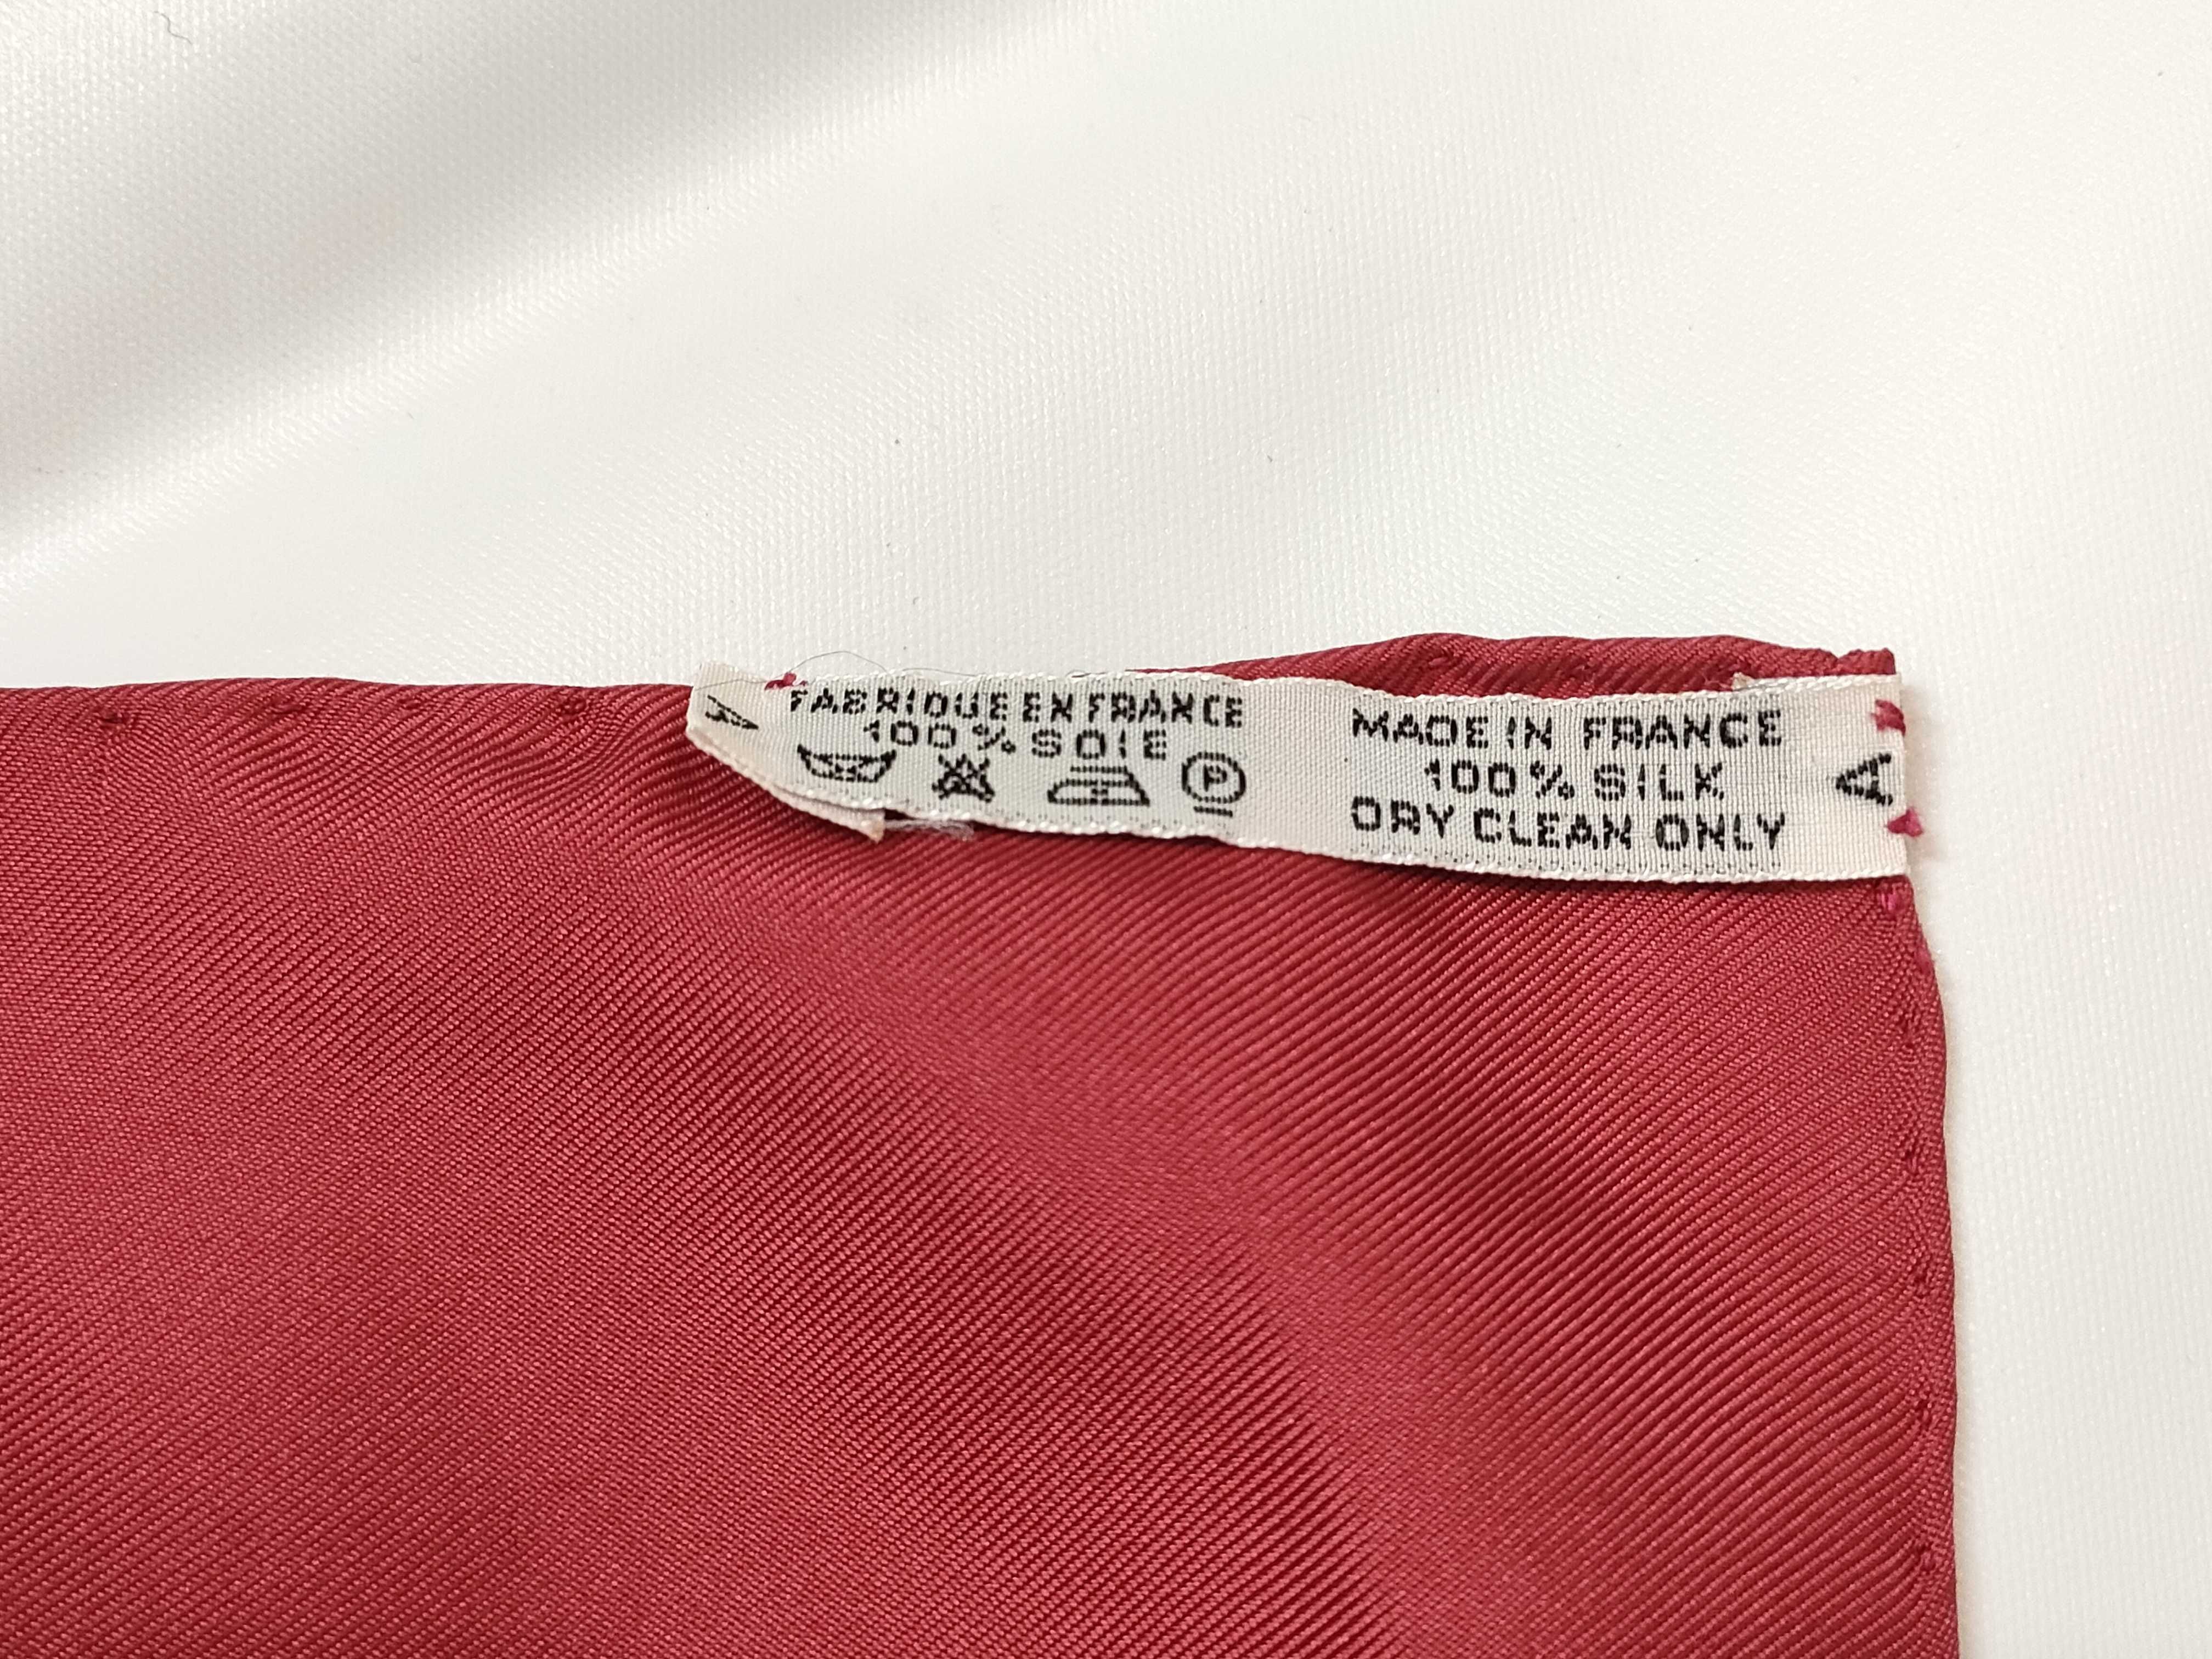 FABRIQUE EN FRANCE
100% SOIE
P
MADE IN FRANCE
100% SILK
DRY CLEAN ONLY
A